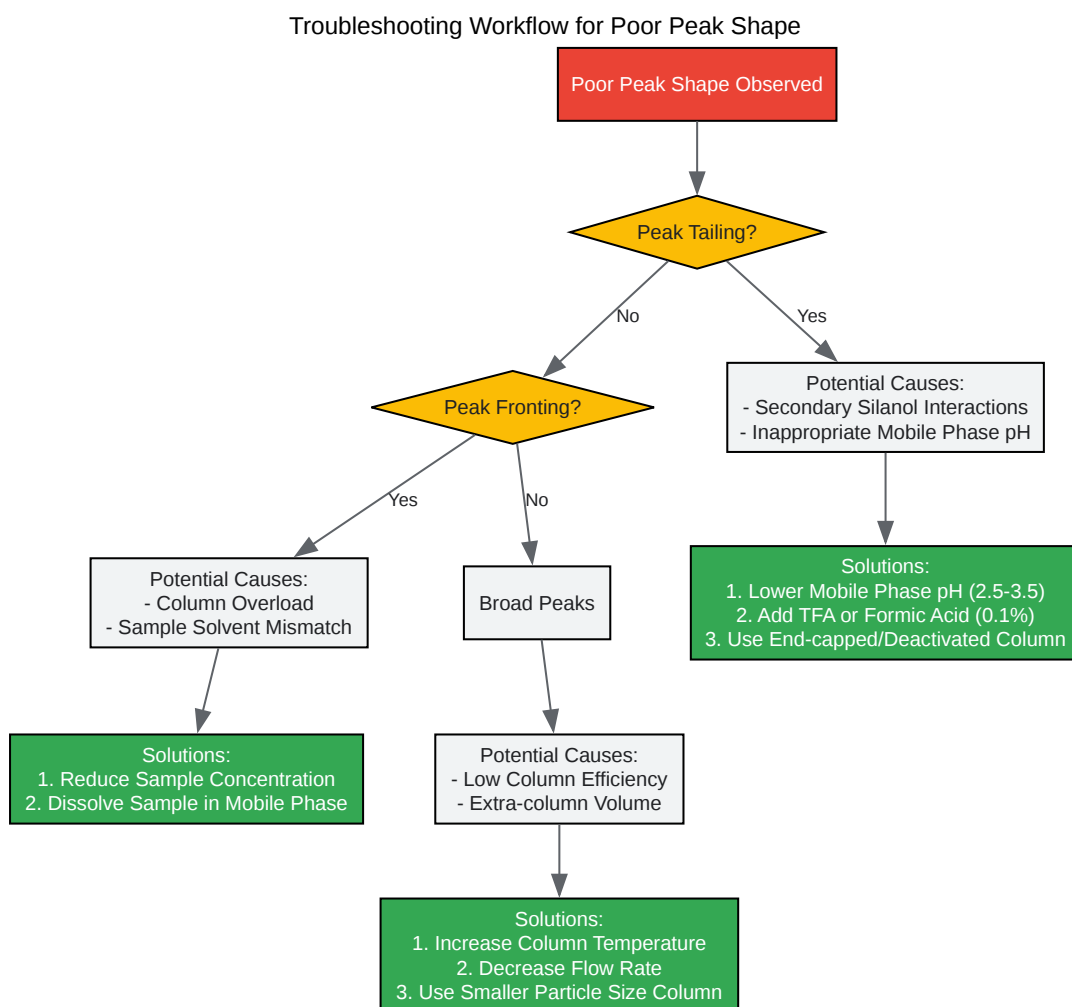 Troubleshooting Workflow for Poor Peak Shape
Poor Peak Shape Observed
Peak Tailing?
No
Yes
Peak Fronting?
Potential Causes:
- Secondary Silanol Interactions
- Inappropriate Mobile Phase pH
Yes
No
Potential Causes:
- Column Overload
- Sample Solvent Mismatch
Broad Peaks
Solutions:
1. Lower Mobile Phase pH (2.5-3.5)
2. Add TFA or Formic Acid (0.1%)
3. Use End-capped/Deactivated Column
Solutions:
1. Reduce Sample Concentration
2. Dissolve Sample in Mobile Phase
Potential Causes:
- Low Column Efficiency
- Extra-column Volume
Solutions:
1. Increase Column Temperature
2. Decrease Flow Rate
3. Use Smaller Particle Size Column